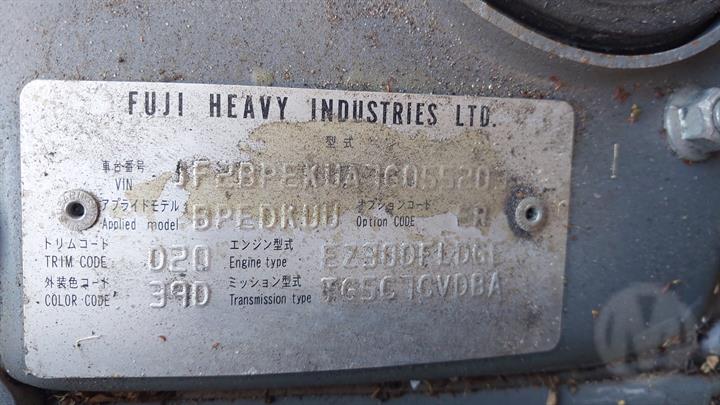 FUJI HEAVY INDUSTRIES LTD.
型式
車台番号
VIN
アプライドモデル オプションコード
Applied model BPEDKUU Option CODE ER
トリムコード エンジン型式
TRIM CODE 020 Engine type
外装色コード ミッション型式
COLOR CODE 39D Transmission type TG5C7CVDBA